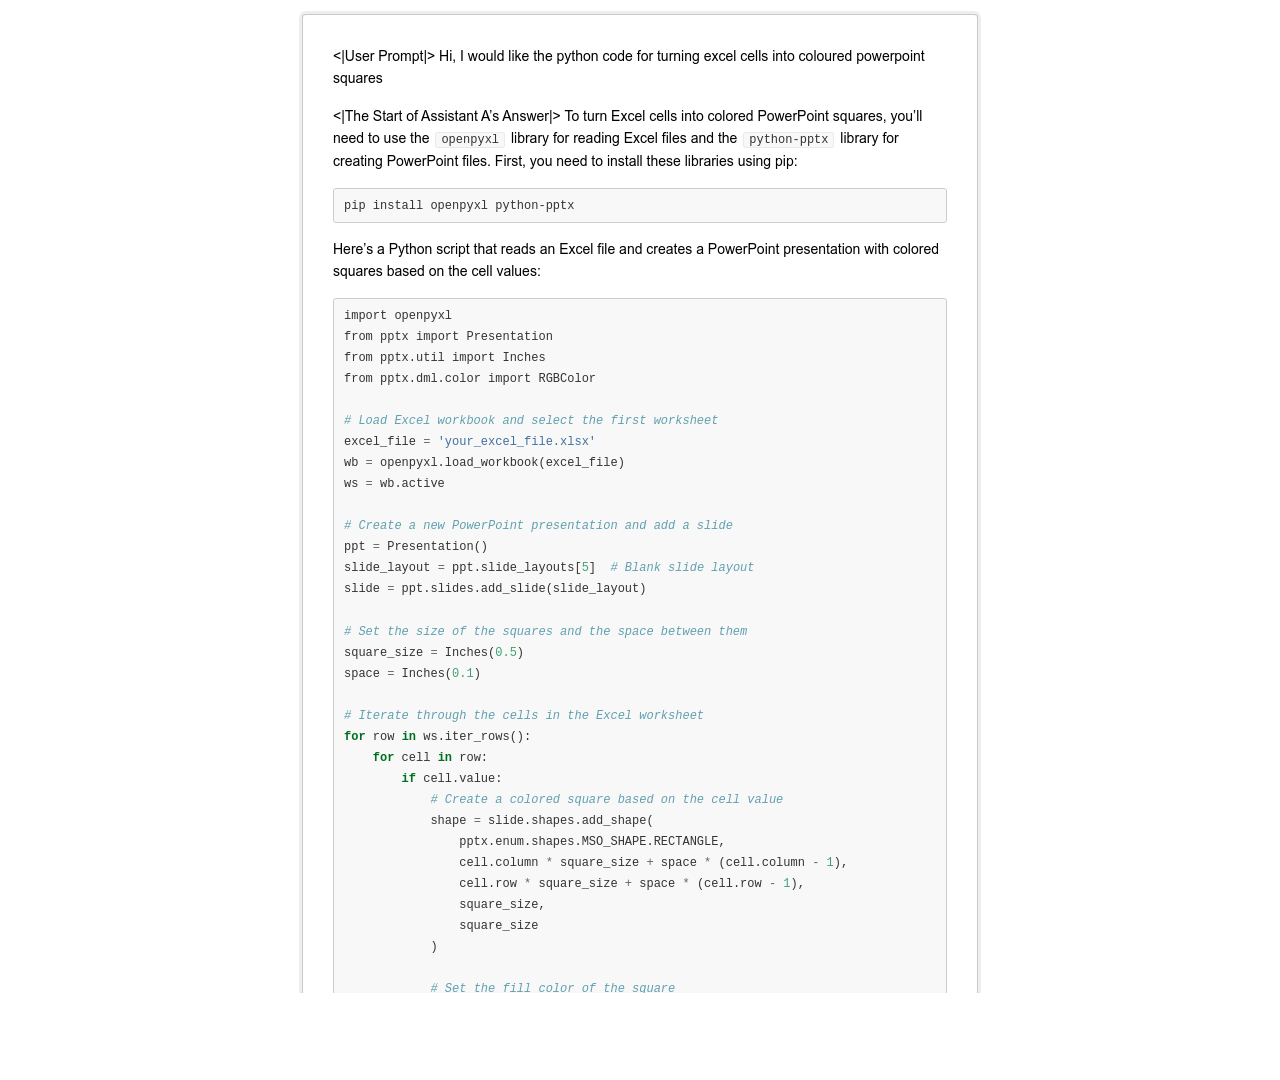 <|User Prompt|> Hi, I would like the python code for turning excel cells into coloured powerpoint
squares
<|The Start of Assistant A’s Answer|> To turn Excel cells into colored PowerPoint squares, you’ll
need to use the openpyxl library for reading Excel files and the python-pptx library for
creating PowerPoint files. First, you need to install these libraries using pip:
pip install openpyxl python-pptx
Here’s a Python script that reads an Excel file and creates a PowerPoint presentation with colored
squares based on the cell values:
import openpyxl
from pptx import Presentation
from pptx.util import Inches
from pptx.dml.color import RGBColor

# Load Excel workbook and select the first worksheet
excel_file = 'your_excel_file.xlsx'
wb = openpyxl.load_workbook(excel_file)
ws = wb.active

# Create a new PowerPoint presentation and add a slide
ppt = Presentation()
slide_layout = ppt.slide_layouts[5]  # Blank slide layout
slide = ppt.slides.add_slide(slide_layout)

# Set the size of the squares and the space between them
square_size = Inches(0.5)
space = Inches(0.1)

# Iterate through the cells in the Excel worksheet
for row in ws.iter_rows():
    for cell in row:
        if cell.value:
            # Create a colored square based on the cell value
            shape = slide.shapes.add_shape(
                pptx.enum.shapes.MSO_SHAPE.RECTANGLE,
                cell.column * square_size + space * (cell.column - 1),
                cell.row * square_size + space * (cell.row - 1),
                square_size,
                square_size
            )

            # Set the fill color of the square